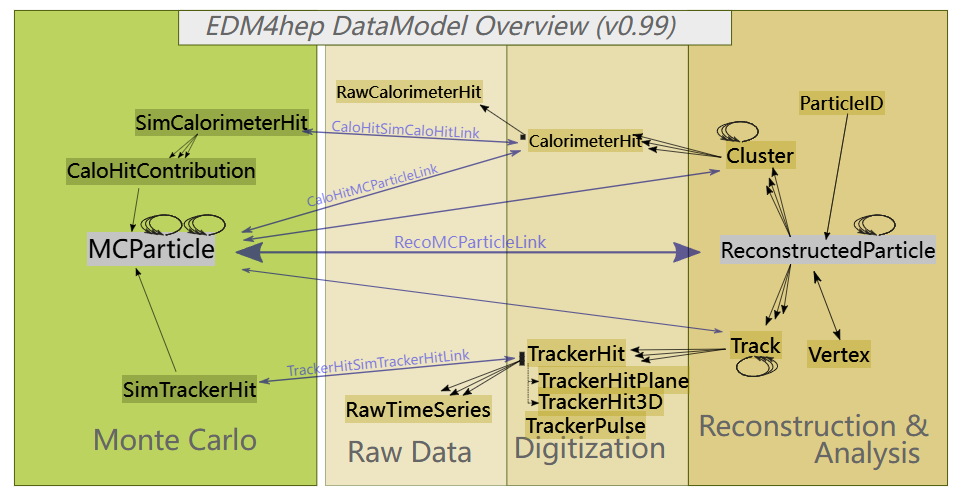 EDM4hep DataModel Overview (v0.99)
RawCalorimeterHit
ParticleID
SimCalorimeterHit
CaloHitSimCaloHitLink
CalorimeterHit
Cluster
CaloHitContribution
CaloHitMCParticleLink
MCParticle
RecoMCParticleLink
ReconstructedParticle
TrackerHitSimTrackerHitLink
TrackerHit
Track
Vertex
SimTrackerHit
TrackerHitPlane
TrackerHit3D
RawTimeSeries
TrackerPulse
Monte Carlo
Raw Data
Digitization
Reconstruction &
Analysis